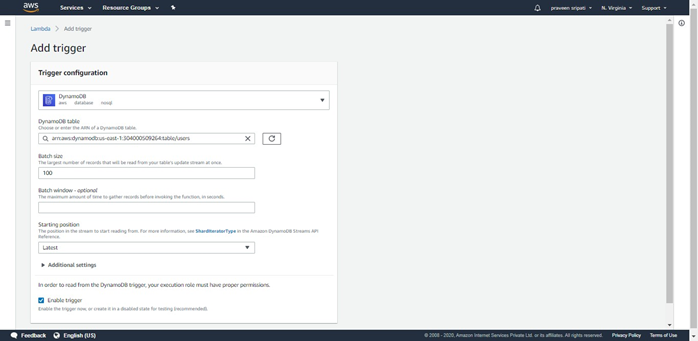 aws Services Resource Groups praveen sripati N. Virginia Support
Lambda > Add trigger
Add trigger
Trigger configuration
DynamoDB
aws database nosql
DynamoDB table
Choose or enter the ARN of a DynamoDB table.
arn:aws:dynamodb:us-east-1:304000509264:table/users
Batch size
The largest number of records that will be read from your table's update stream at once.
100
Batch window - optional
The maximum amount of time to gather records before invoking the function, in seconds.
Starting position
The position in the stream to start reading from. For more information, see ShardIteratorType in the Amazon DynamoDB Streams API
Reference.
Latest
Additional settings
In order to read from the DynamoDB trigger, your execution role must have proper permissions.
Enable trigger
Enable the trigger now, or create it in a disabled state for testing (recommended).
Feedback English (US) © 2008 - 2020, Amazon Internet Services Private Ltd. or its affiliates. All rights reserved. Privacy Policy Terms of Use